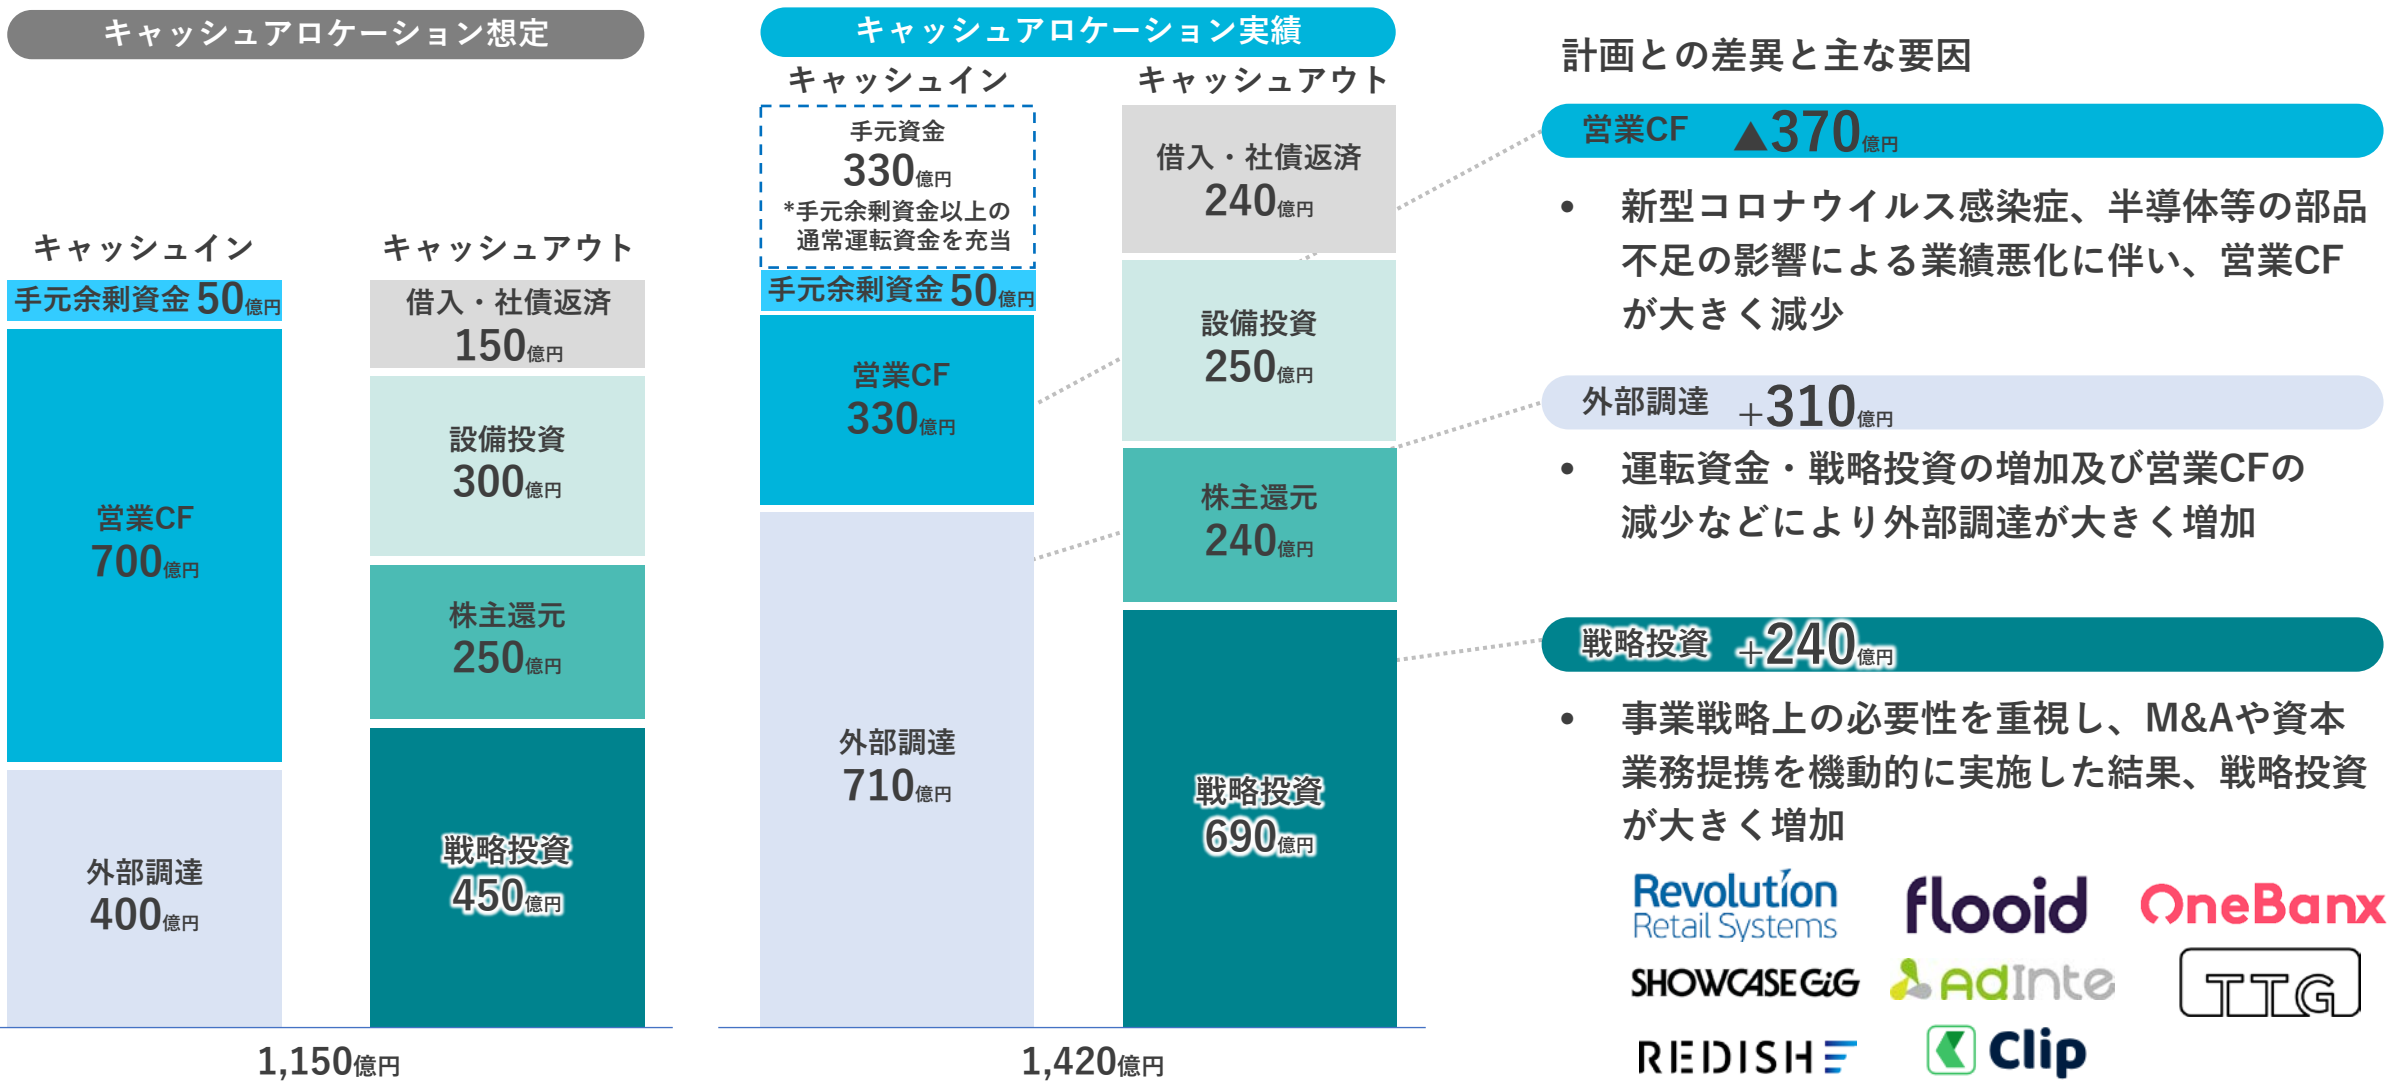 キャッシュアロケーション想定
キャッシュイン
手元余剰資金 50億円
営業CF
700億円
外部調達
400億円
キャッシュアウト
借入・社債返済
150億円
設備投資
300億円
株主還元
250億円
戦略投資
450億円
1,150億円
キャッシュアロケーション実績
キャッシュイン
手元資金
330億円
*手元余剰資金以上の
通常運転資金を充当
手元余剰資金 50億円
営業CF
330億円
外部調達
710億円
キャッシュアウト
借入・社債返済
240億円
設備投資
250億円
株主還元
240億円
戦略投資
690億円
1,420億円
計画との差異と主な要因
営業CF ▲370億円
• 新型コロナウイルス感染症、半導体等の部品
不足の影響による業績悪化に伴い、営業CF
が大きく減少
外部調達 +310億円
• 運転資金・戦略投資の増加及び営業CFの
減少などにより外部調達が大きく増加
戦略投資 +240億円
• 事業戦略上の必要性を重視し、M&Aや資本
業務提携を機動的に実施した結果、戦略投資
が大きく増加
Revolution
Retail Systems
flooid
OneBanx
SHOWCASE GiG
AdInte
TTG
REDISH
Clip